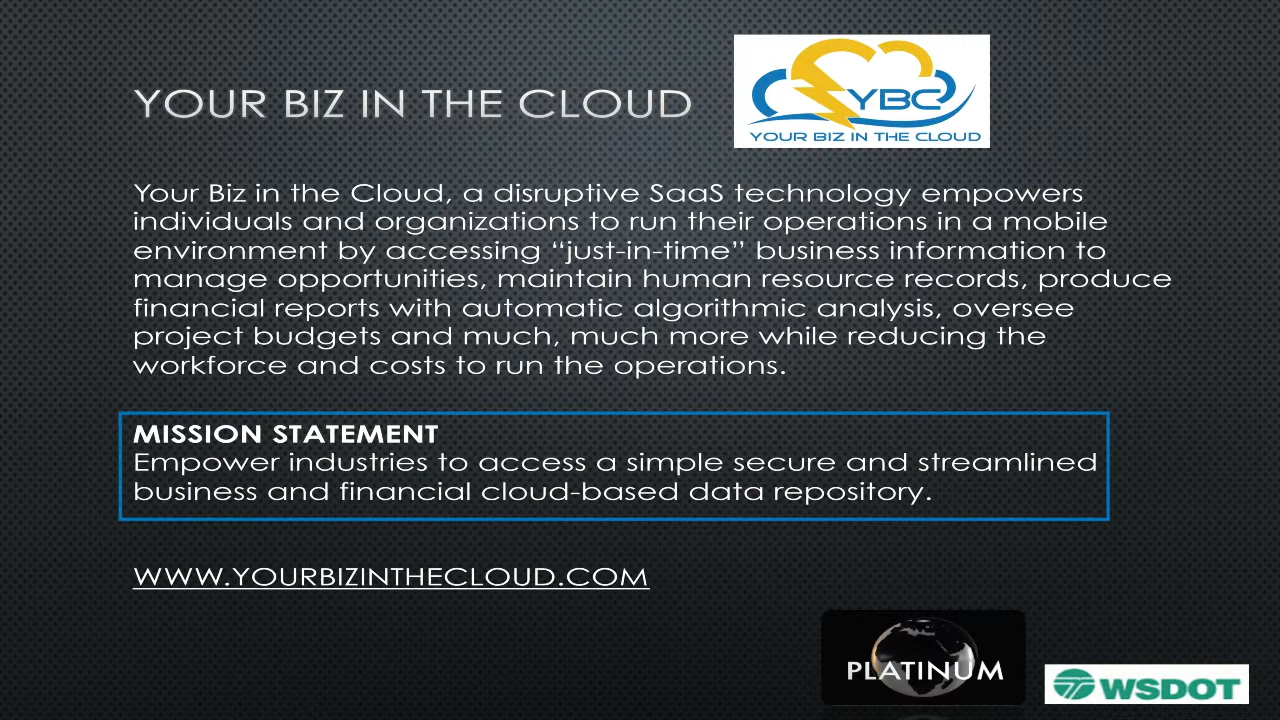 YOUR BIZ IN THE CLOUD
YBC
YOUR BIZ IN THE CLOUD
Your Biz in the Cloud, a disruptive SaaS technology empowers
individuals and organizations to run their operations in a mobile
environment by accessing “just-in-time” business information to
manage opportunities, maintain human resource records, produce
financial reports with automatic algorithmic analysis, oversee
project budgets and much, much more while reducing the
workforce and costs to run the operations.
MISSION STATEMENT
Empower industries to access a simple secure and streamlined
business and financial cloud-based data repository.
WWW.YOURBIZINTHECLOUD.COM
PLATINUM
WSDOT